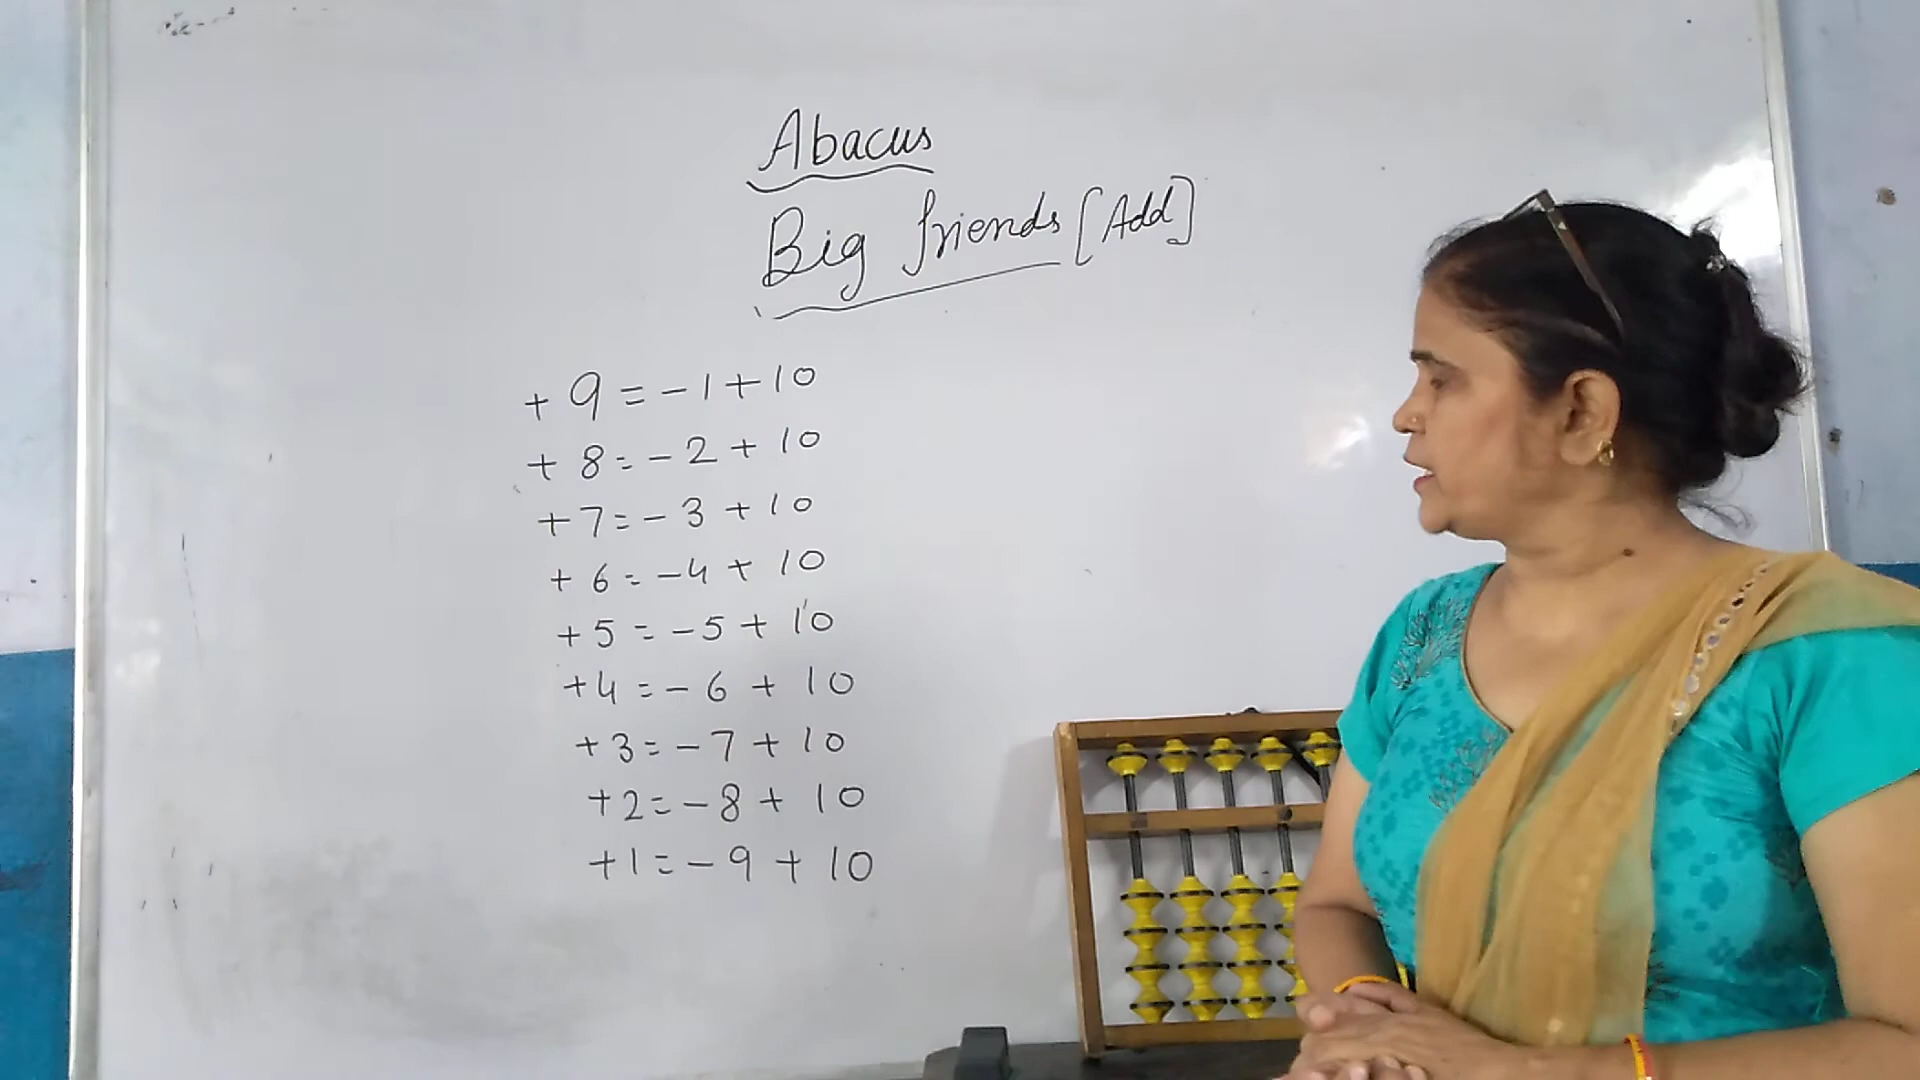 Abacus
Big friends [Add]
+ 9 = - 1 + 10
+ 8 = - 2 + 10
+ 7 = - 3 + 10
+ 6 = - 4 + 10
+ 5 = - 5 + 10
+ 4 = - 6 + 10
+ 3 = - 7 + 10
+ 2 = - 8 + 10
+ 1 = - 9 + 10